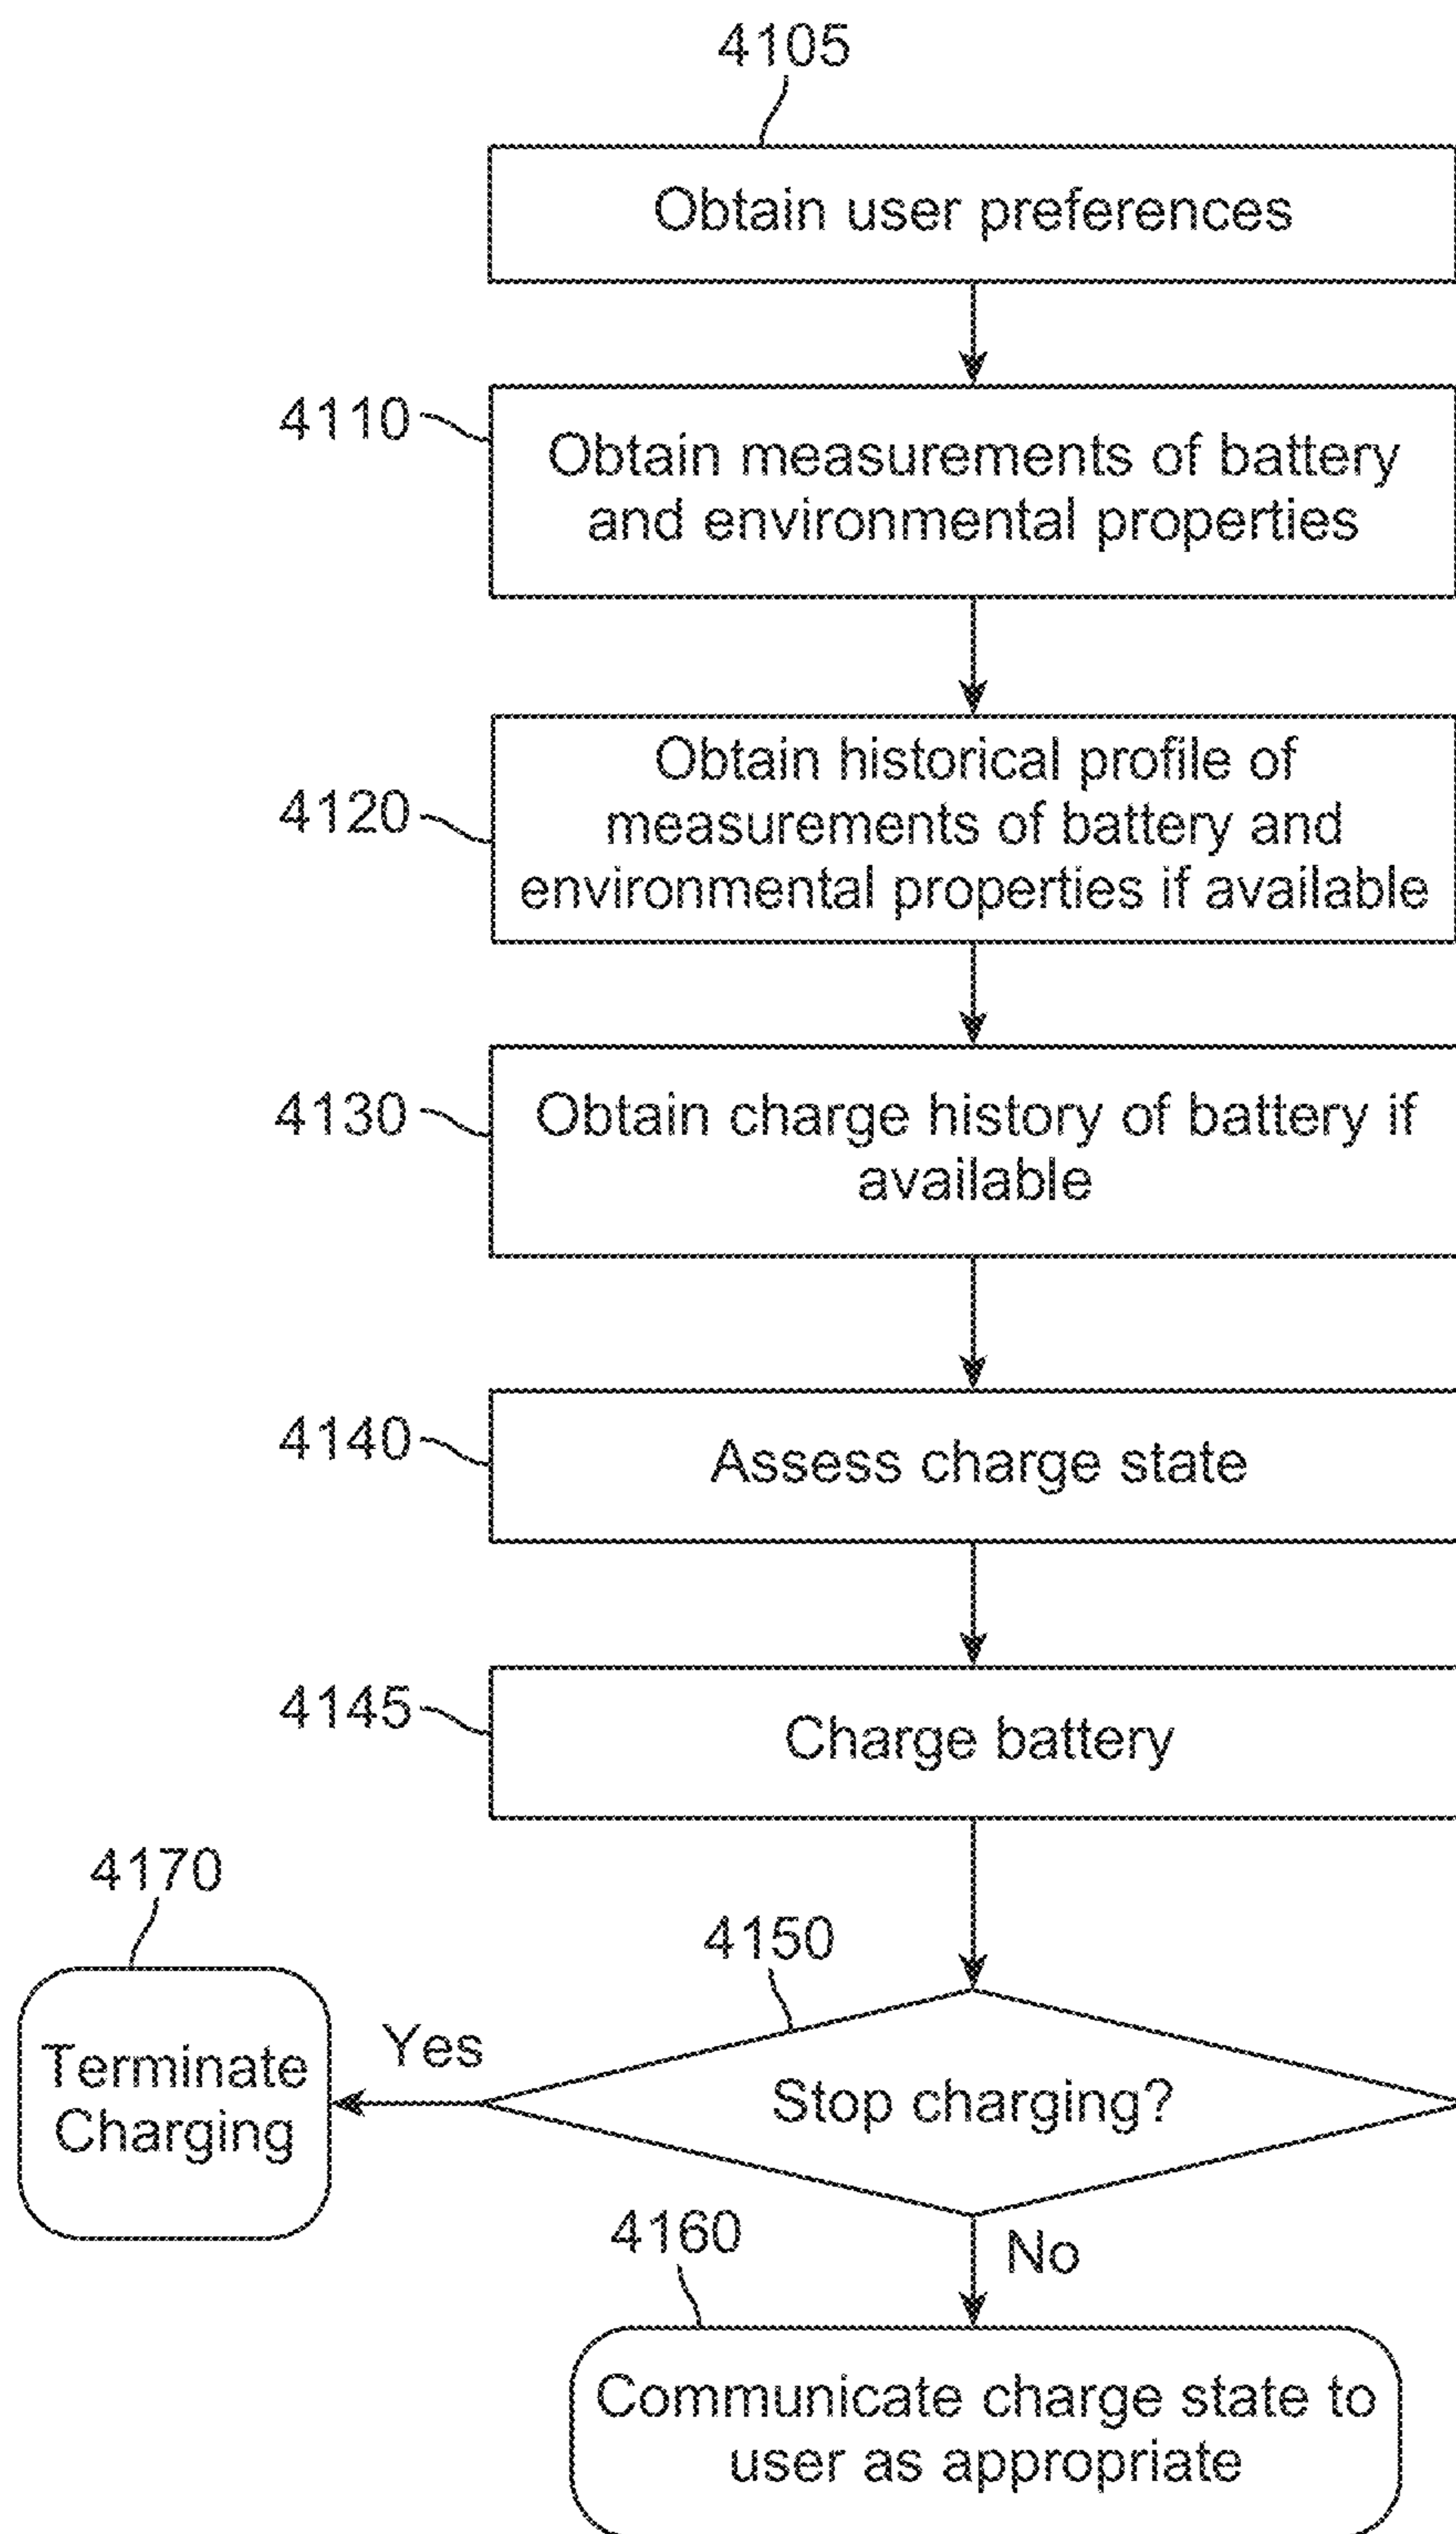 4105
Obtain user preferences
4110
Obtain measurements of battery
and environmental properties
4120
Obtain historical profile of
measurements of battery and
environmental properties if available
4130
Obtain charge history of battery if
available
4140
Assess charge state
4145
Charge battery
4170
Terminate
Charging
Yes
4150
Stop charging?
No
4160
Communicate charge state to
user as appropriate